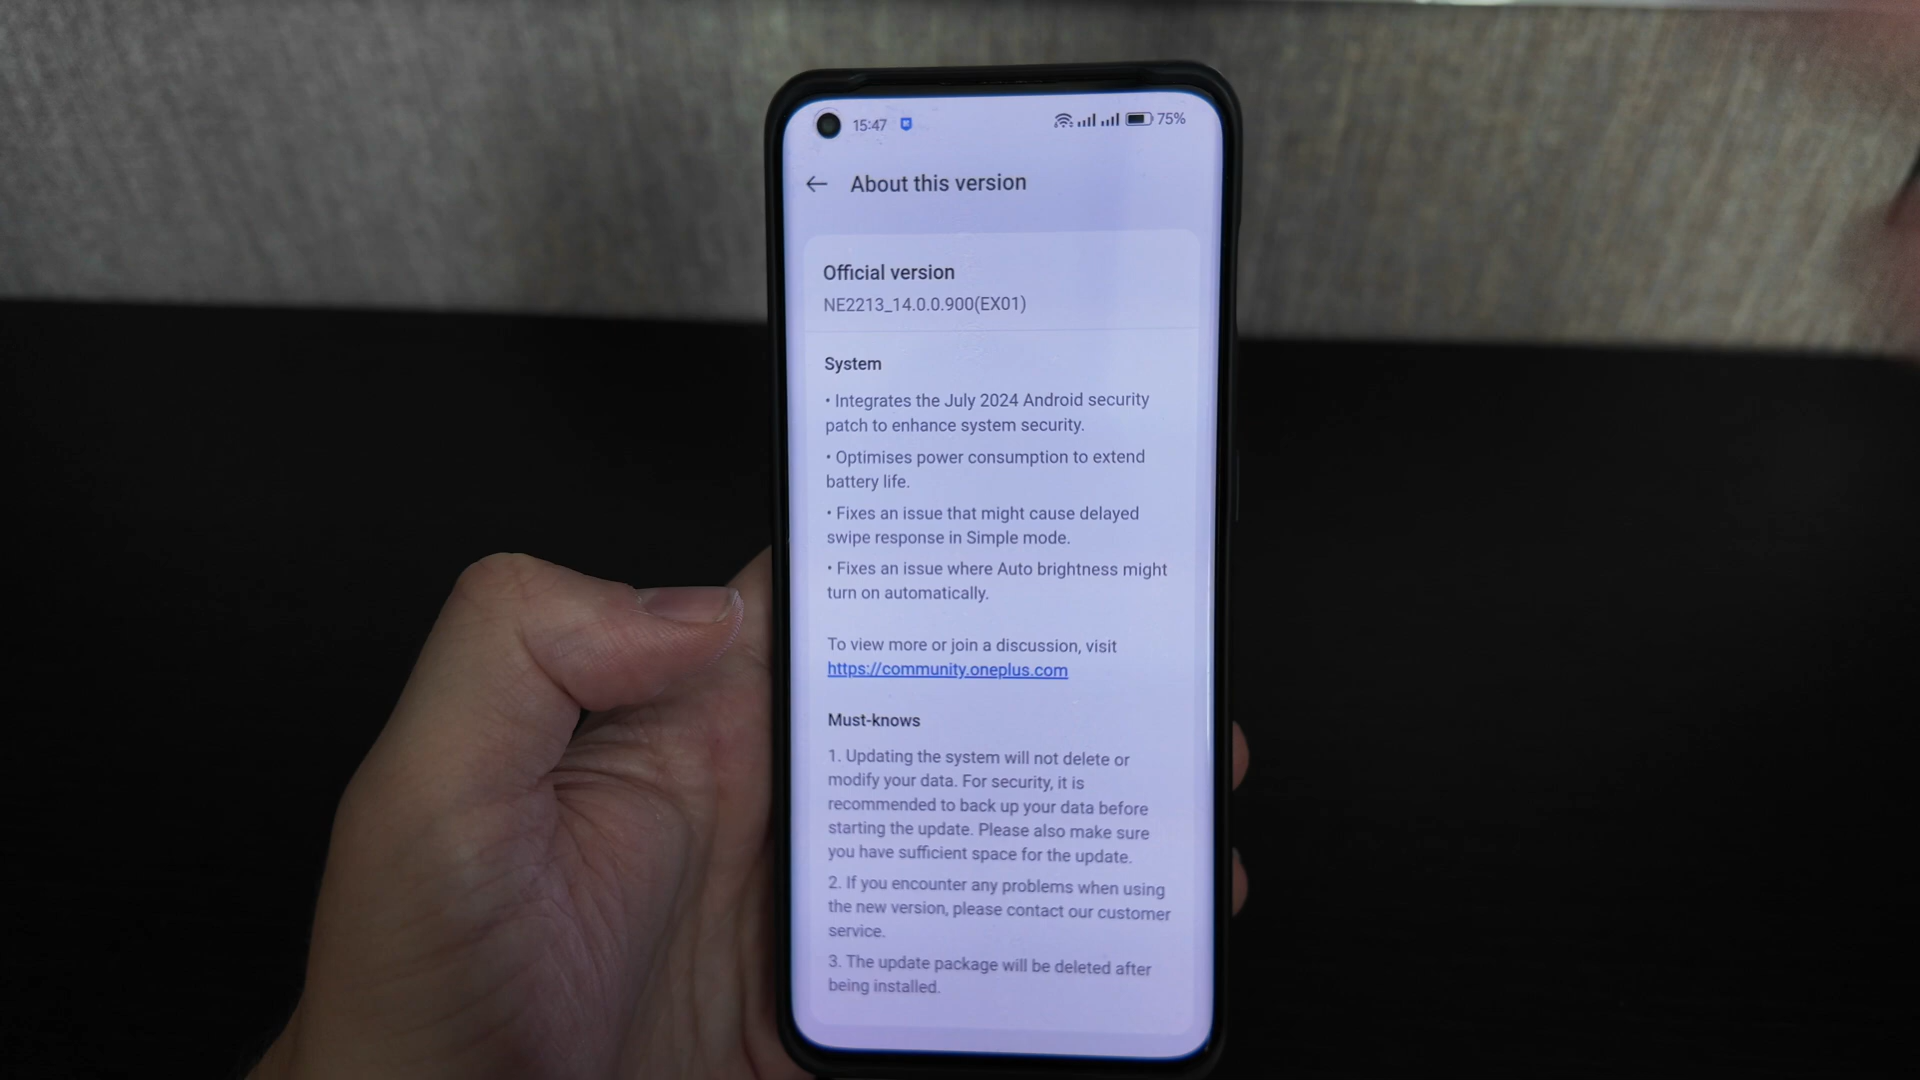 15:47 75%
About this version
Official version
NE2213_14.0.0.900(EX01)
System
• Integrates the July 2024 Android security
patch to enhance system security.
• Optimises power consumption to extend
battery life.
• Fixes an issue that might cause delayed
swipe response in Simple mode.
• Fixes an issue where Auto brightness might
turn on automatically.
To view more or join a discussion, visit
https://community.oneplus.com
Must-knows
1. Updating the system will not delete or
modify your data. For security, it is
recommended to back up your data before
starting the update. Please also make sure
you have sufficient space for the update.
2. If you encounter any problems when using
the new version, please contact our customer
service.
3. The update package will be deleted after
being installed.